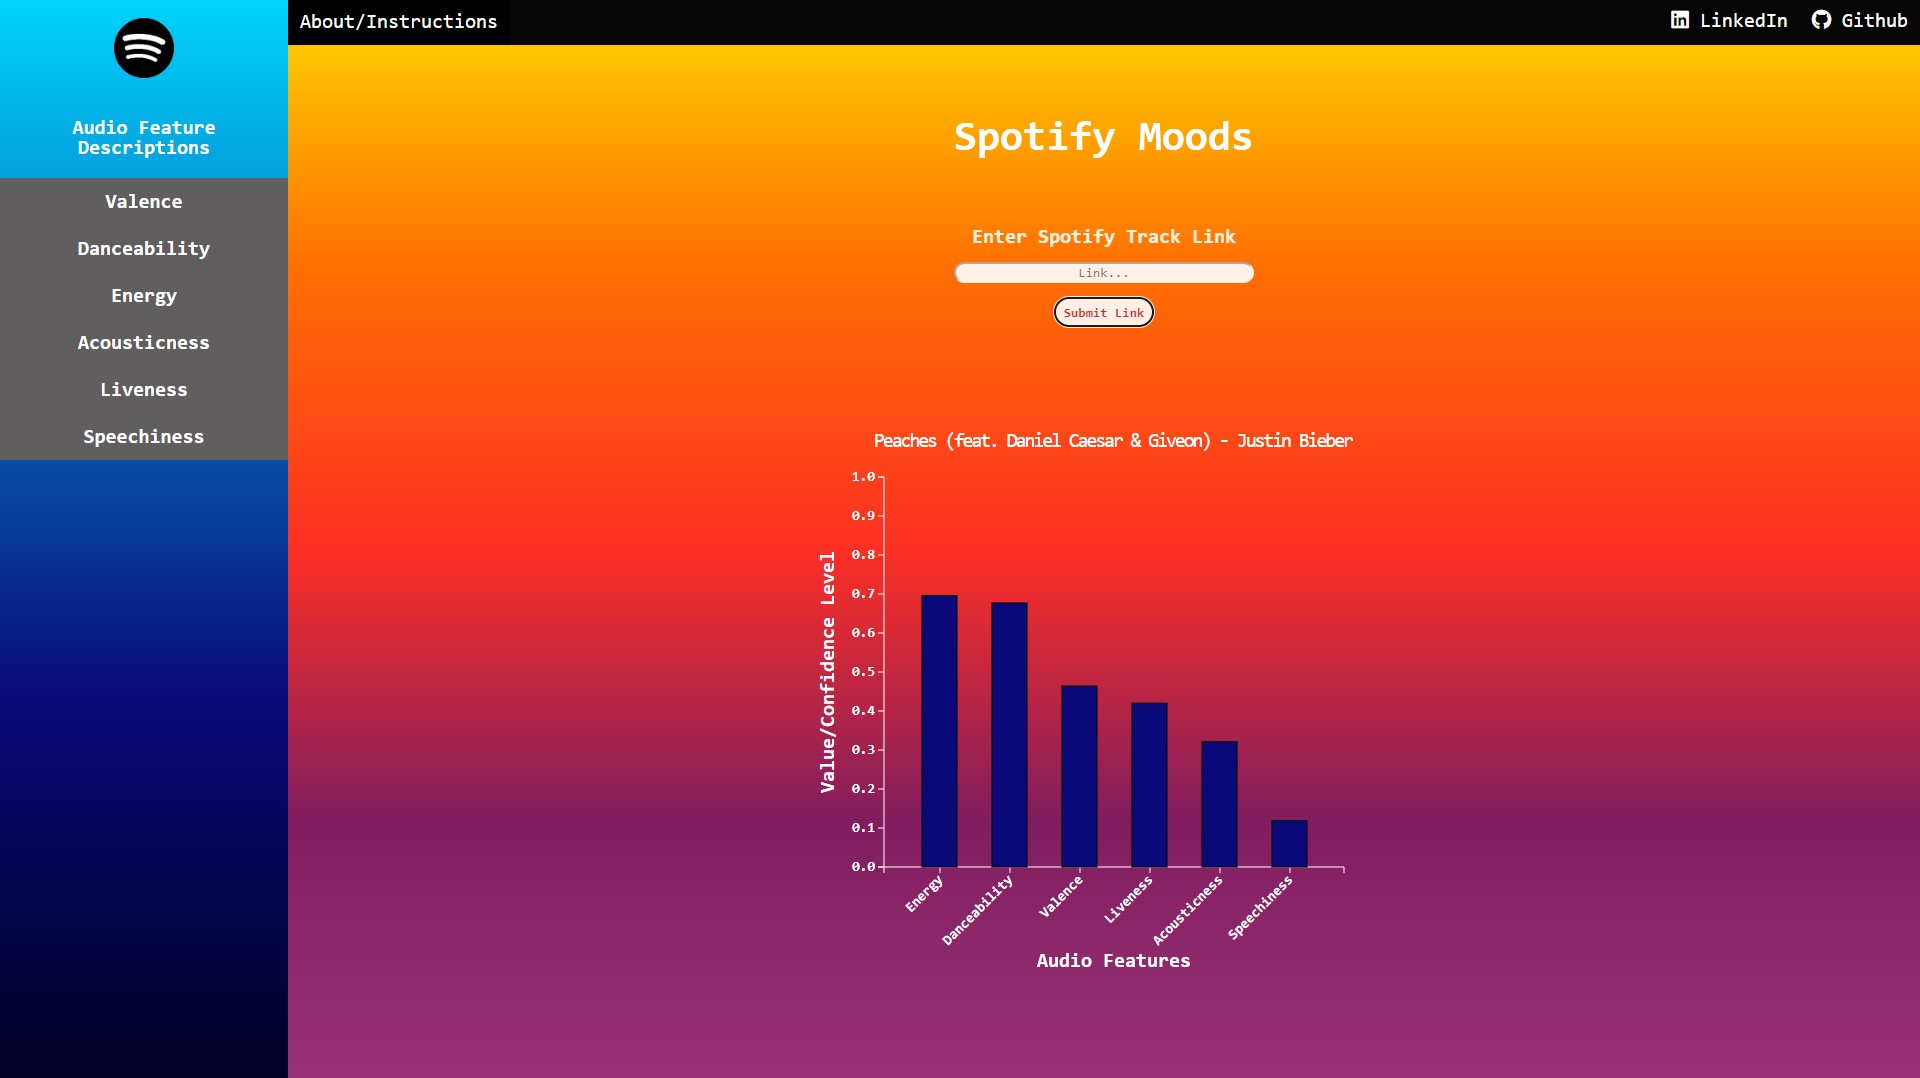 About/Instructions
LinkedIn
Github
Audio Feature
Descriptions
Valence
Danceability
Energy
Acousticness
Liveness
Speechiness
Spotify Moods
Enter Spotify Track Link
Link...
Submit Link
Peaches (feat. Daniel Caesar & Giveon) - Justin Bieber
Value/Confidence Level
1.0
0.9
0.8
0.7
0.6
0.5
0.4
0.3
0.2
0.1
0.0
Energy
Danceability
Valence
Liveness
Acousticness
Speechiness
Audio Features